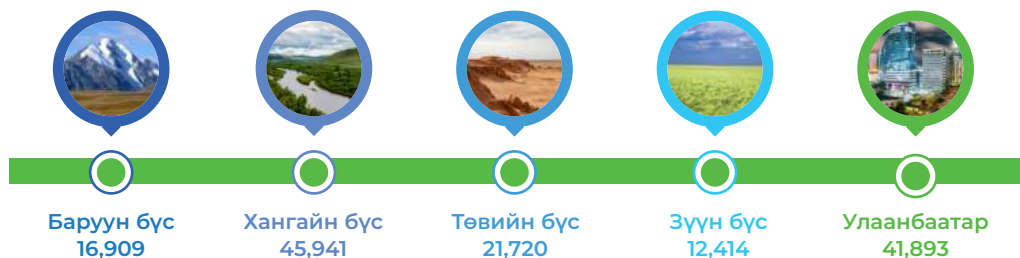 Баруун бүс
16,909
Хангайн бүс
45,941
Төвийн бүс
21,720
Зүүн бүс
12,414
Улаанбаатар
41,893